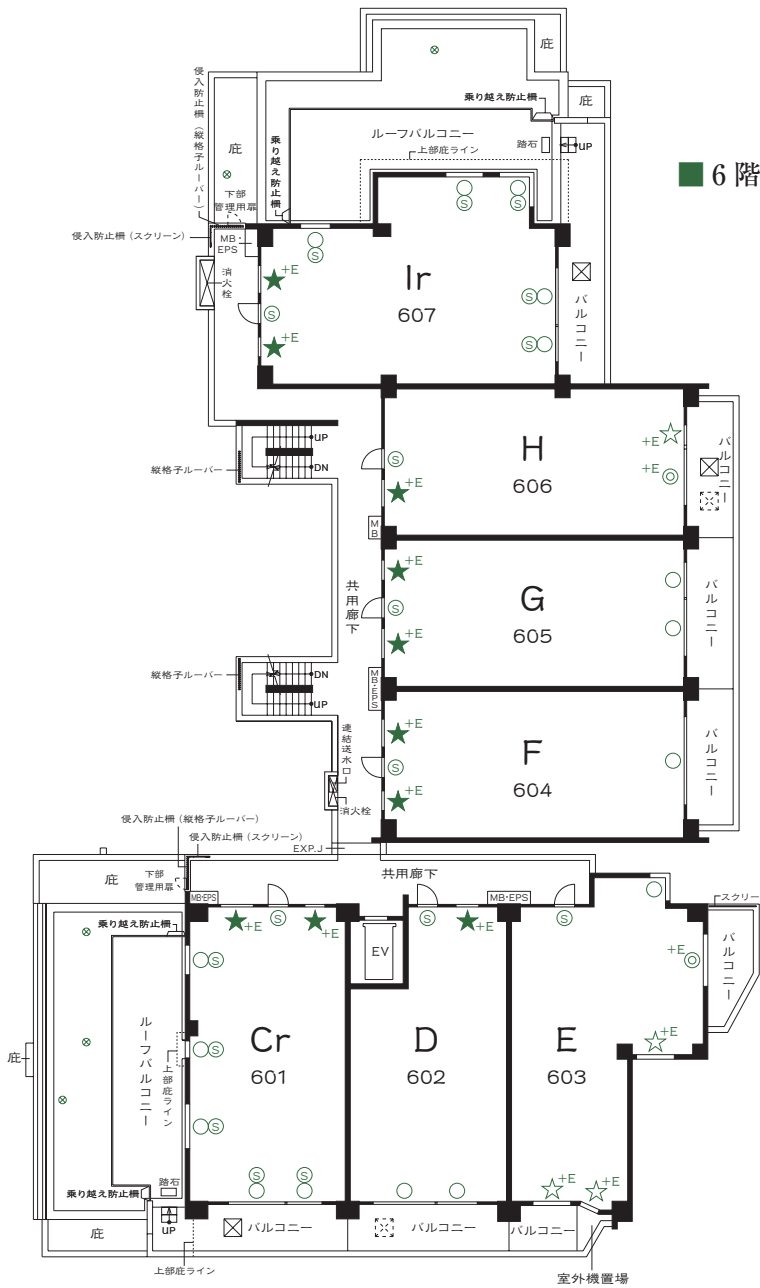 ■6階
庇
庇
乗り越え防止柵
侵入防止柵（縦格子ルーバー）
庇
乗り越え防止柵
ルーフバルコニー
上部庇ライン
踏石
UP
下部
管理用扉
侵入防止柵（スクリーン）
MB・
EPS
消火栓
S
S
S
+E
S
+E
Ir
607
S
S
バルコニー
UP
DN
縦格子ルーバー
S
+E
MB
H
606
+E
+E
バルコニー
共用廊下
+E
S
+E
G
605
バルコニー
MB・EPS
縦格子ルーバー
DN
UP
+E
S
+E
F
604
バルコニー
連結送水口
消火栓
侵入防止柵（縦格子ルーバー）
侵入防止柵（スクリーン）
EXP.J
共用廊下
庇
下部
管理用扉
MB・EPS
+E
S
+E
S
+E
MB・EPS
S
スクリー
乗り越え防止柵
EV
+E
バルコニー
S
ルーフバルコニー
上部庇ライン
庇
S
S
Cr
601
D
602
E
603
+E
S
S
+E
+E
踏石
乗り越え防止柵
庇
UP
バルコニー
バルコニー
バルコニー
上部庇ライン
室外機置場